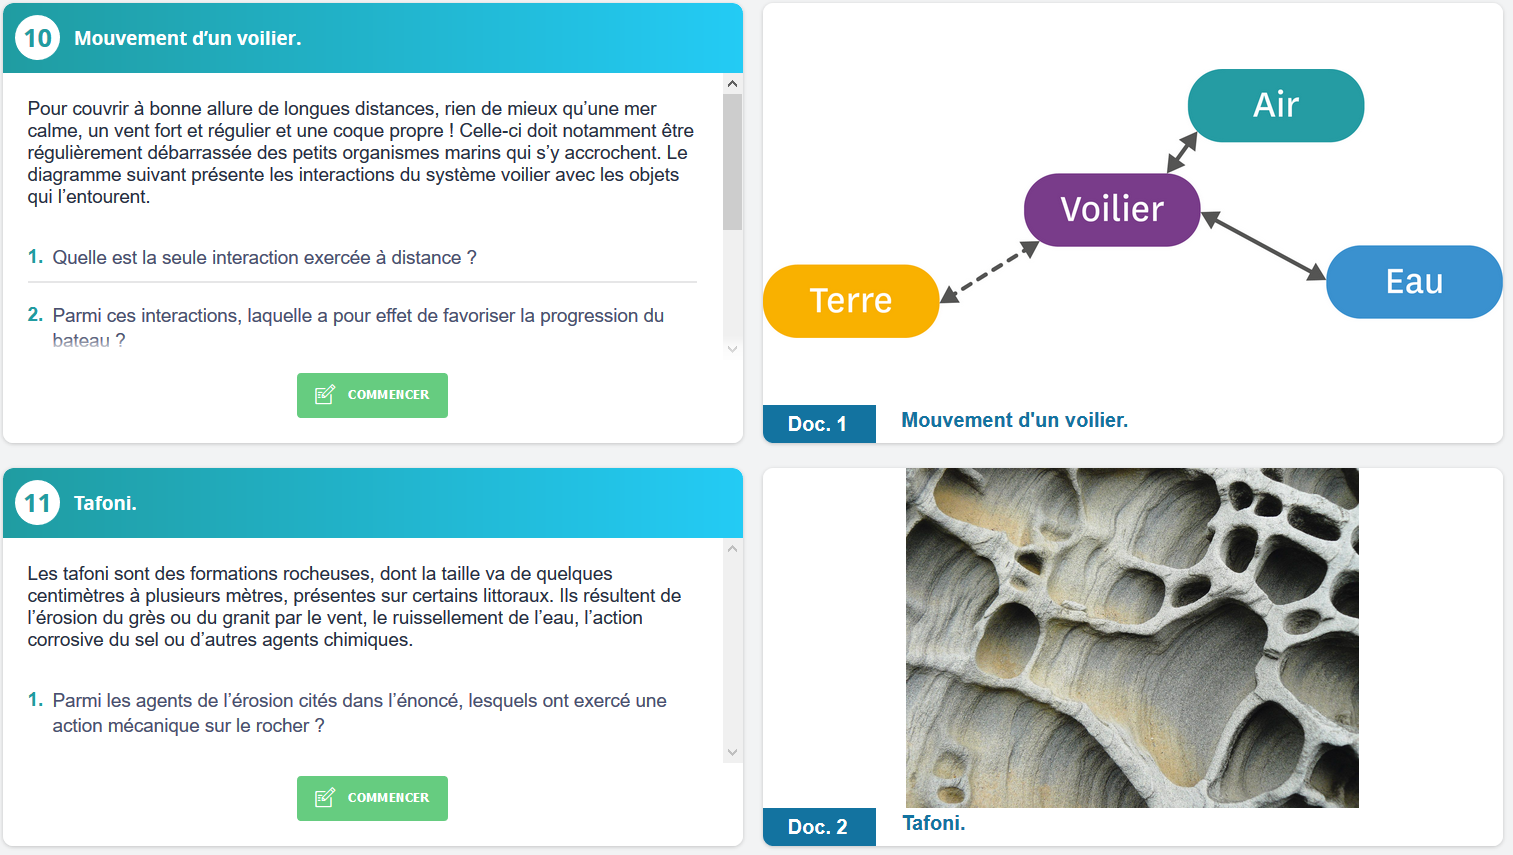 10 Mouvement d’un voilier.
Pour couvrir à bonne allure de longues distances, rien de mieux qu’une mer
calme, un vent fort et régulier et une coque propre ! Celle-ci doit notamment être
régulièrement débarrassée des petits organismes marins qui s’y accrochent. Le
diagramme suivant présente les interactions du système voilier avec les objets
qui l’entourent.
1. Quelle est la seule interaction exercée à distance ?
2. Parmi ces interactions, laquelle a pour effet de favoriser la progression du
bateau ?
COMMENCER
Air
Voilier
Eau
Terre
Doc. 1 Mouvement d'un voilier.
11 Tafoni.
Les tafoni sont des formations rocheuses, dont la taille va de quelques
centimètres à plusieurs mètres, présentes sur certains littoraux. Ils résultent de
l’érosion du grès ou du granit par le vent, le ruissellement de l’eau, l’action
corrosive du sel ou d’autres agents chimiques.
1. Parmi les agents de l’érosion cités dans l’énoncé, lesquels ont exercé une
action mécanique sur le rocher ?
COMMENCER
Doc. 2 Tafoni.